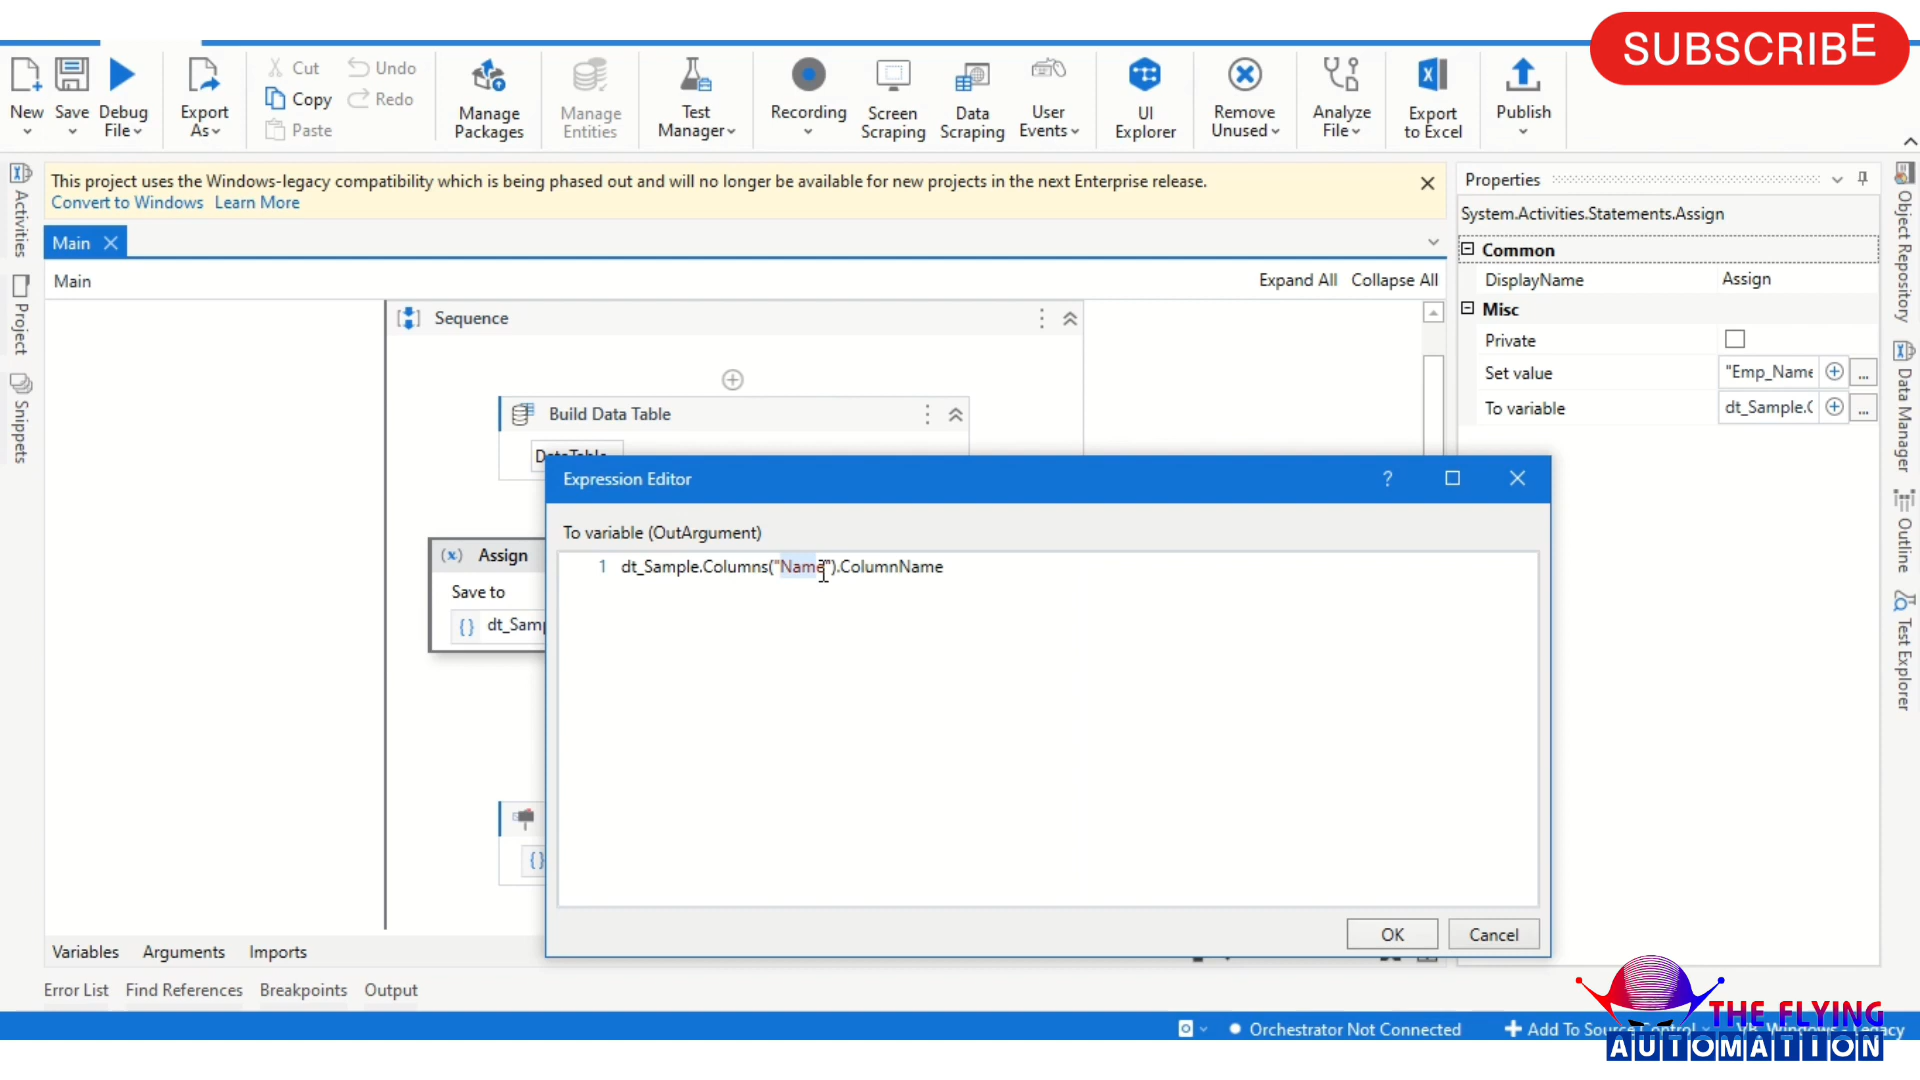 SUBSCRIBE
New
Save
Debug
File
Export
As
Cut
Copy
Paste
Undo
Redo
Manage
Packages
Manage
Entities
Test
Manager
Recording
Screen
Scraping
Data
Scraping
User
Events
UI
Explorer
Remove
Unused
Analyze
File
Export
to Excel
Publish
This project uses the Windows-legacy compatibility which is being phased out and will no longer be available for new projects in the next Enterprise release.
Convert to Windows Learn More
Activities
Project
Snippets
Main
Main
Expand All Collapse All
Sequence
Build Data Table
DataTable
Assign
Save to
dt_Samp
Expression Editor
To variable (OutArgument)
1 dt_Sample.Columns("Name").ColumnName
OK Cancel
Properties
System.Activities.Statements.Assign
Common
DisplayName Assign
Misc
Private
Set value "Emp_Name ...
To variable dt_Sample.C ...
Object Repository
Data Manager
Outline
Test Explorer
Variables Arguments Imports
Error List Find References Breakpoints Output
Orchestrator Not Connected
Add To Source Control
THE FLYING
AUTOMATION